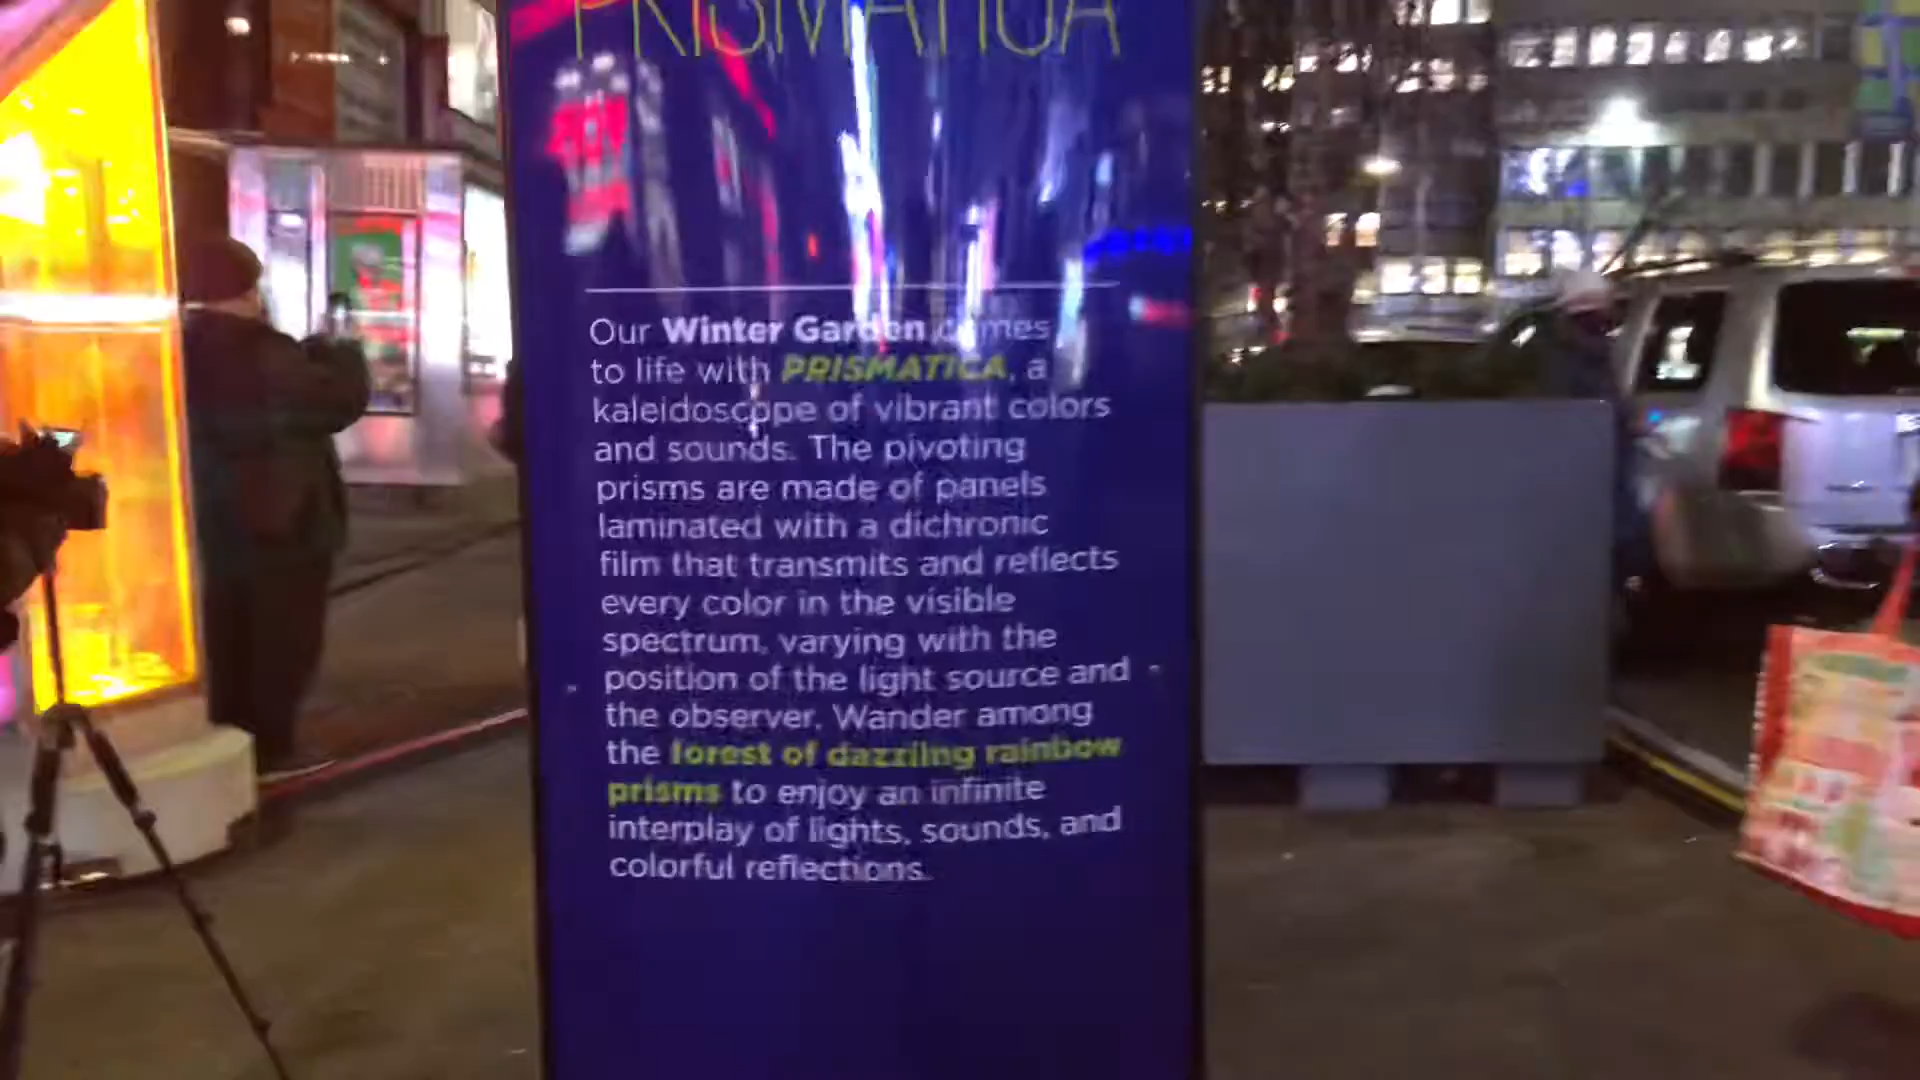 PRISMATICA
Our Winter Garden comes
to life with PRISMATICA, a
kaleidoscope of vibrant colors
and sounds. The pivoting
prisms are made of panels
laminated with a dichronic
film that transmits and reflects
every color in the visible
spectrum, varying with the
position of the light source and
the observer. Wander among
the forest of dazzling rainbow
prisms to enjoy an infinite
interplay of lights, sounds, and
colorful reflections.